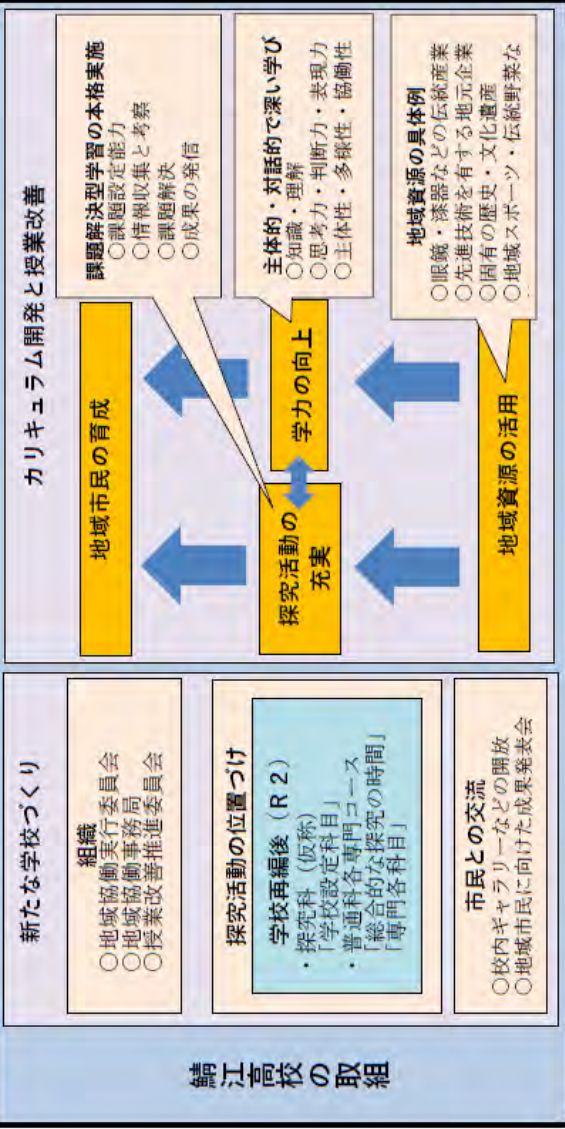 鯖江高校の取組
新たな学校づくり
組織
○地域協働実行委員会
○地域協働事務局
○授業改善推進委員会
探究活動の位置づけ
学校再編後（Ｒ２）
・探究科（仮称）
「学校設定科目」
・普通科各専門コース
「総合的な探究の時間」
「専門各科目」
市民との交流
○校内ギャラリーなどの開放
○地域市民に向けた成果発表会
カリキュラム開発と授業改善
地域市民の育成
探究活動の
充実
学力の向上
地域資源の活用
課題解決型学習の本格実施
○課題設定能力
○情報収集と考察
○課題解決
○成果の発信
主体的・対話的で深い学び
○知識・理解
○思考力・判断力・表現力
○主体性・多様性・協働性
地域資源の具体例
○眼鏡・漆器などの伝統産業
○先進技術を有する地元企業
○固有の歴史・文化遺産
○地域スポーツ・伝統野菜な